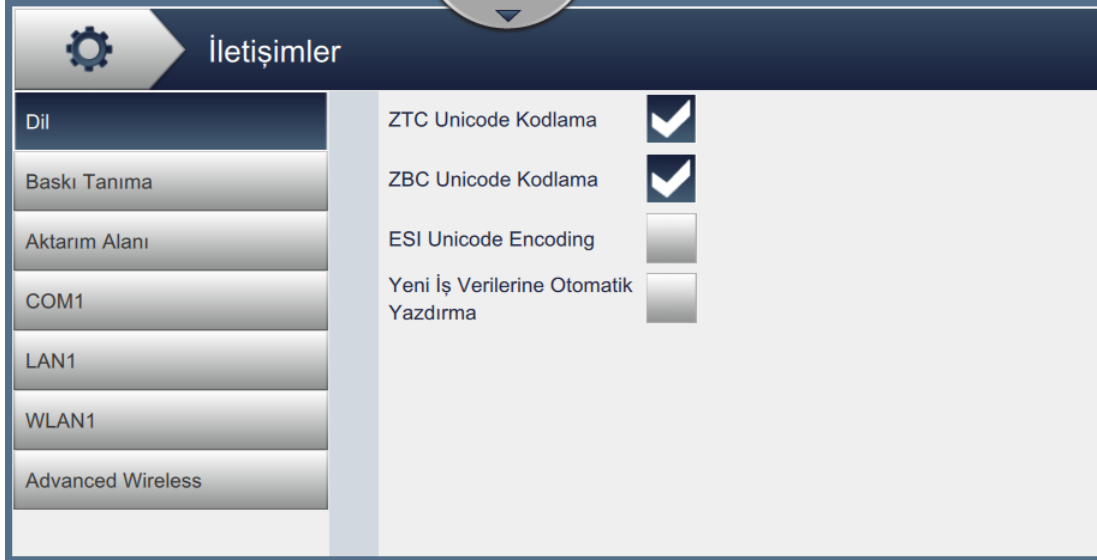 İletişimler
Dil
Baskı Tanıma
Aktarım Alanı
COM1
LAN1
WLAN1
Advanced Wireless
ZTC Unicode Kodlama
ZBC Unicode Kodlama
ESI Unicode Encoding
Yeni İş Verilerine Otomatik
Yazdırma